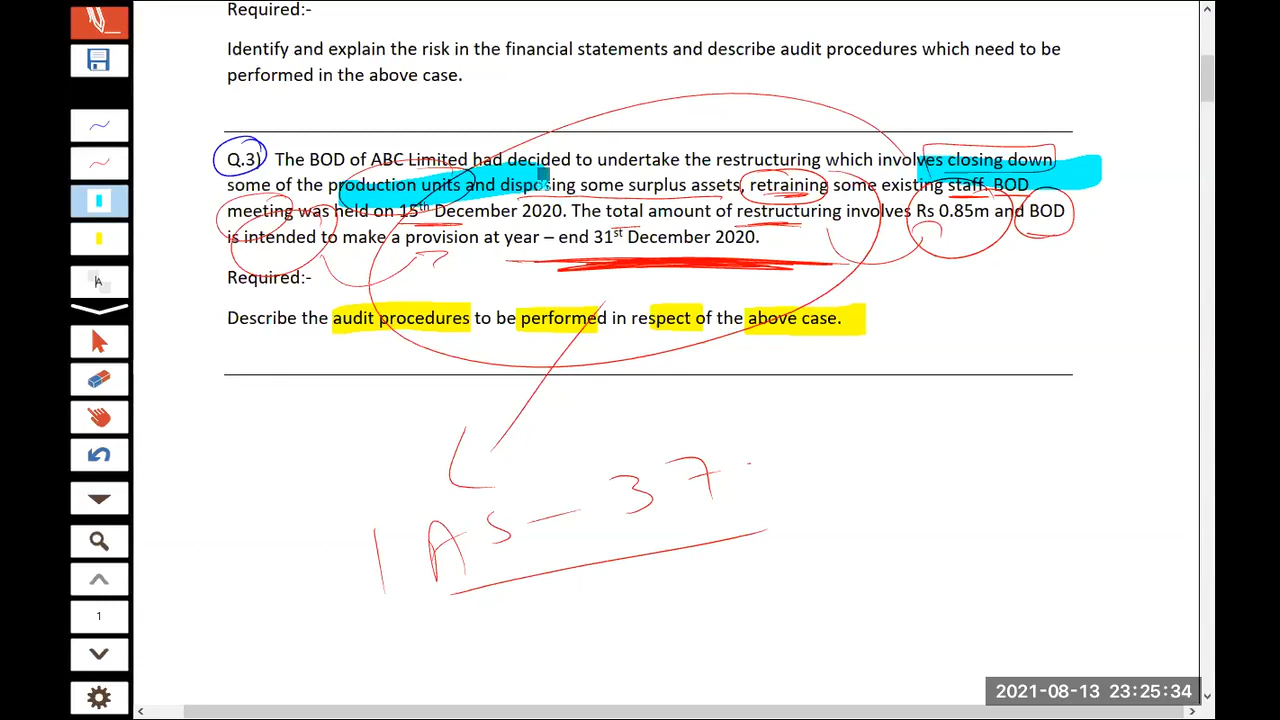 Required:-
Identify and explain the risk in the financial statements and describe audit procedures which need to be
performed in the above case.
Q.3) The BOD of ABC Limited had decided to undertake the restructuring which involves closing down
some of the production units and disposing some surplus assets, retraining some existing staff. BOD
meeting was held on 15th December 2020. The total amount of restructuring involves Rs 0.85m and BOD
is intended to make a provision at year – end 31st December 2020.
Required:-
Describe the audit procedures to be performed in respect of the above case.
IAS - 37
A
1
2021-08-13 23:25:34